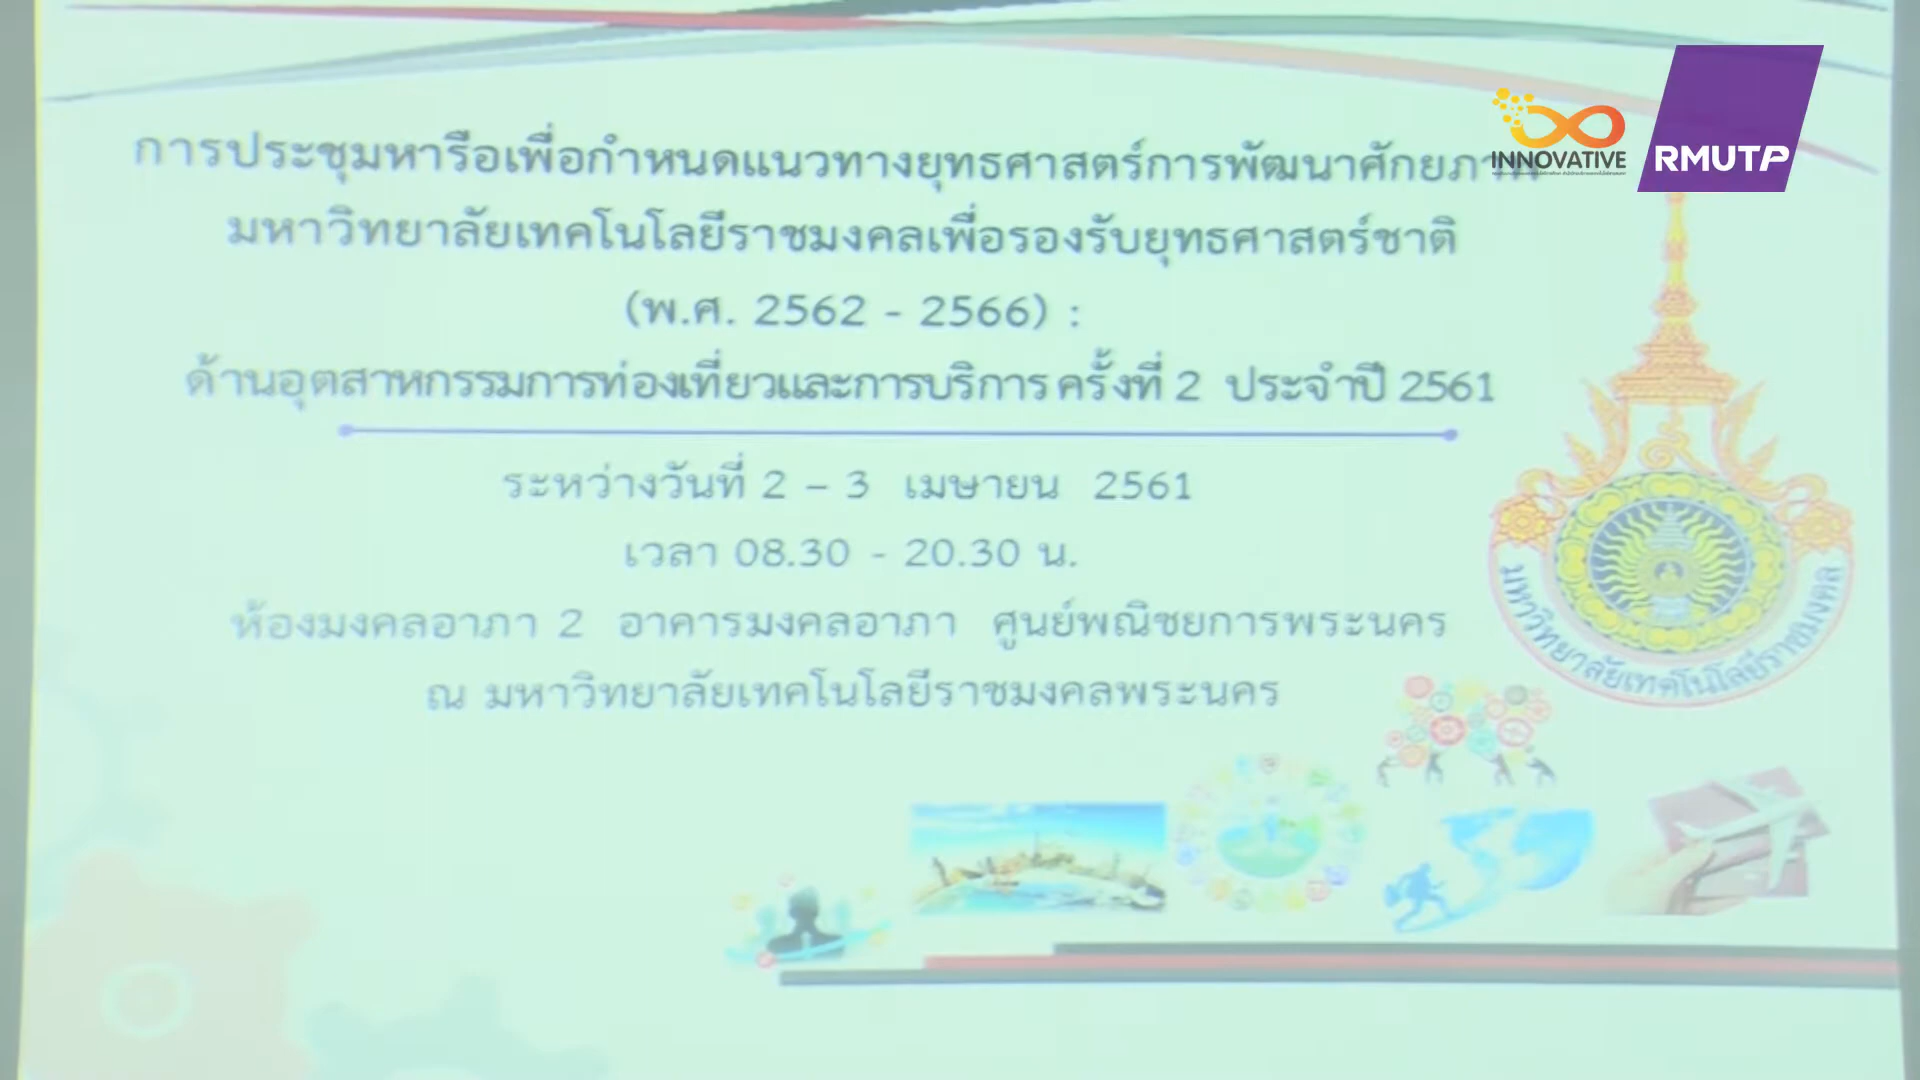 การประชุมหารือเพื่อกำหนดแนวทางยุทธศาสตร์การพัฒนาศักยภาพ
มหาวิทยาลัยเทคโนโลยีราชมงคลเพื่อรองรับยุทธศาสตร์ชาติ
(พ.ศ. 2562 - 2566) :
ด้านอุตสาหกรรมการท่องเที่ยวและการบริการ ครั้งที่ 2 ประจำปี 2561
ระหว่างวันที่ 2 – 3 เมษายน 2561
เวลา 08.30 - 20.30 น.
ห้องมงคลอาภา 2 อาคารมงคลอาภา ศูนย์พณิชยการพระนคร
ณ มหาวิทยาลัยเทคโนโลยีราชมงคลพระนคร
INNOVATIVE
RMUTP
มหาวิทยาลัยเทคโนโลยีราชมงคล